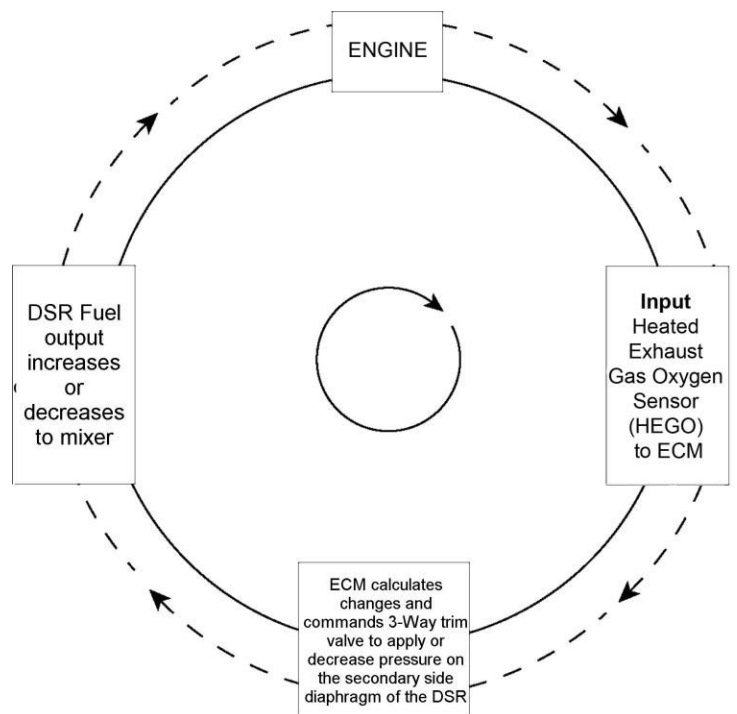 ENGINE
DSR Fuel
output
increases
or
decreases
to mixer
Input
Heated
Exhaust
Gas Oxygen
Sensor
(HEGO)
to ECM
ECM calculates
changes and
commands 3-Way trim
valve to apply or
decrease pressure on
the secondary side
diaphragm of the DSR